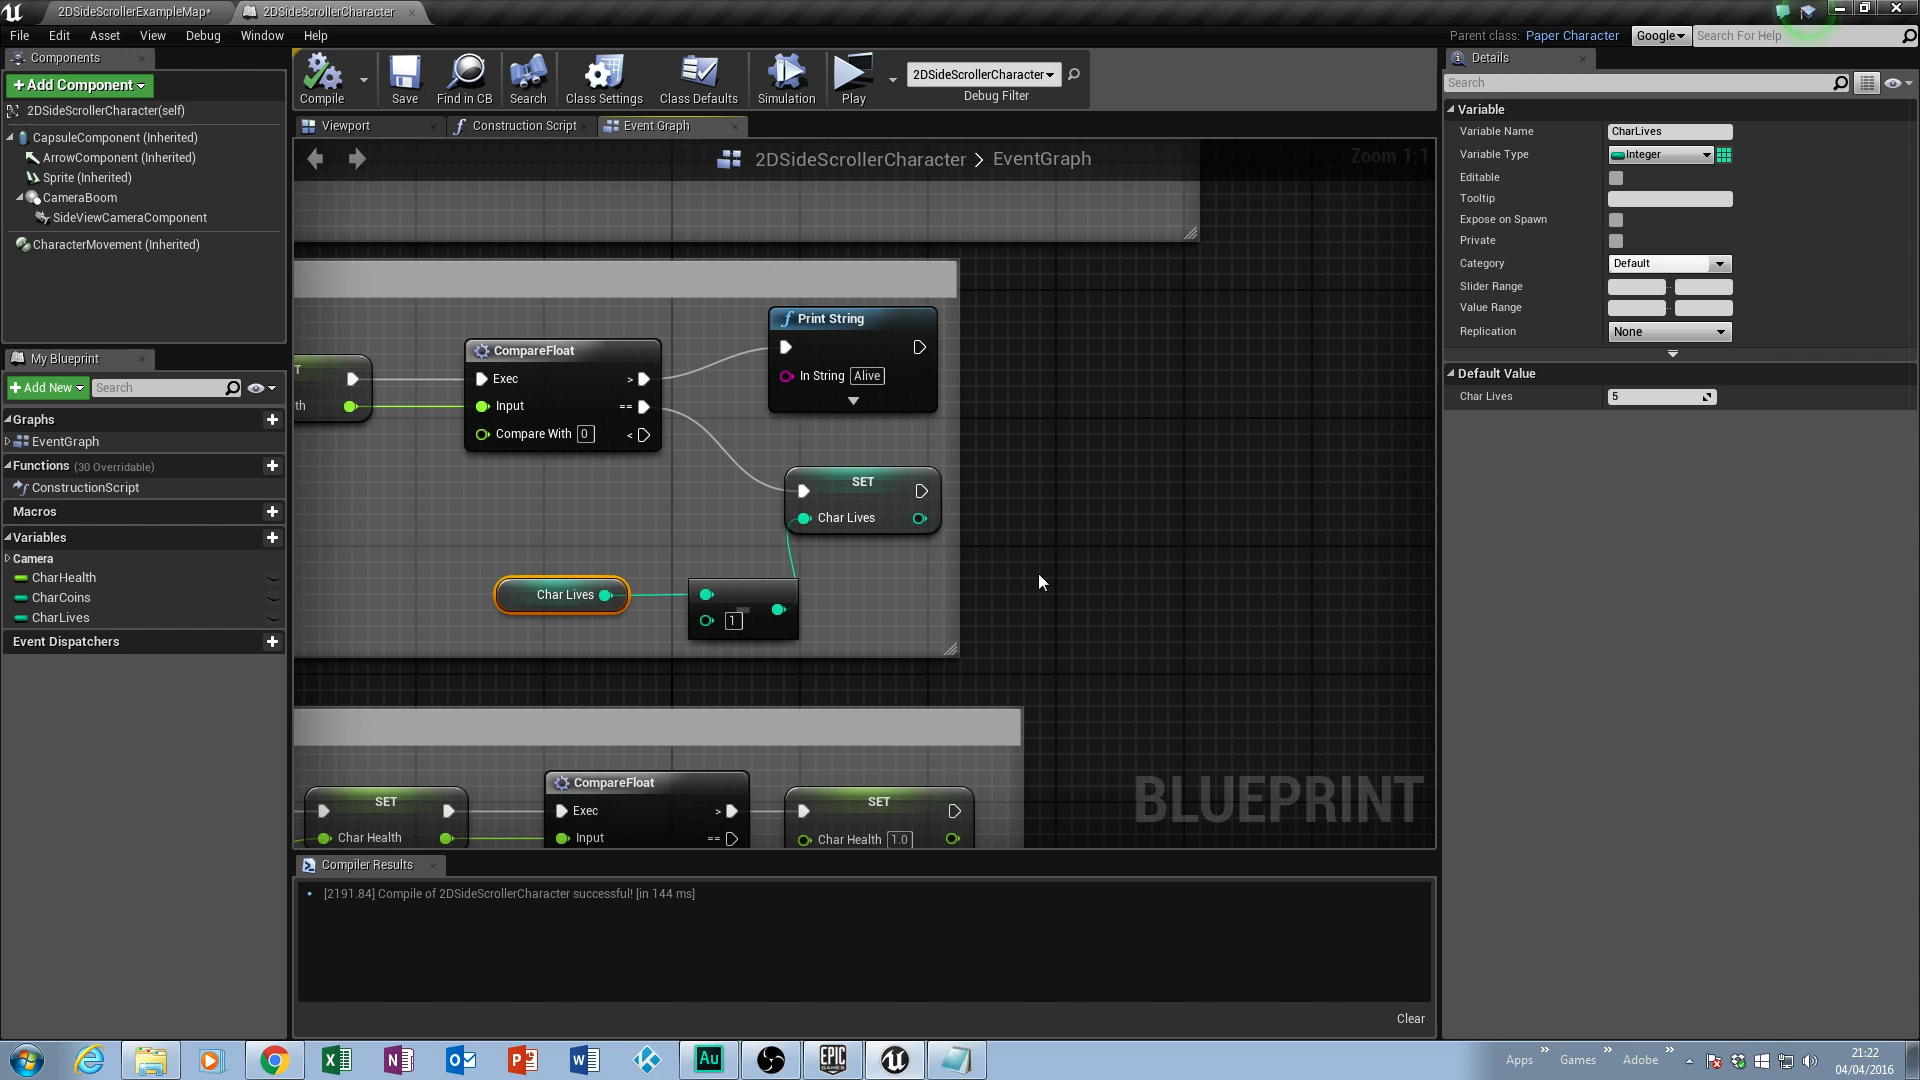 2DSideScrollerExampleMap*
2DSideScrollerCharacter
File Edit Asset View Debug Window Help
Parent class: Paper Character
Google
Search For Help
Components
Add Component
2DSideScrollerCharacter(self)
CapsuleComponent (Inherited)
ArrowComponent (Inherited)
Sprite (Inherited)
CameraBoom
SideViewCameraComponent
CharacterMovement (Inherited)
My Blueprint
Add New
Search
Graphs
EventGraph
Functions (30 Overridable)
ConstructionScript
Macros
Variables
Camera
CharHealth
CharCoins
CharLives
Event Dispatchers
Compile
Save
Find in CB
Search
Class Settings
Class Defaults
Simulation
Play
2DSideScrollerCharacter
Debug Filter
Viewport
Construction Script
Event Graph
2DSideScrollerCharacter > EventGraph
Zoom 1:1
T
th
CompareFloat
Exec >
Input ==
Compare With 0 <
Print String
In String Alive
SET
Char Lives
Char Lives
1
SET
Char Health
CompareFloat
Exec >
Input ==
SET
Char Health 1.0
BLUEPRINT
Compiler Results
[2191.84] Compile of 2DSideScrollerCharacter successful! [in 144 ms]
Clear
Details
Search
Variable
Variable Name CharLives
Variable Type Integer
Editable
Tooltip
Expose on Spawn
Private
Category Default
Slider Range
Value Range
Replication None
Default Value
Char Lives 5
Au
EPIC
GAMES
Apps Games Adobe
21:22
04/04/2016